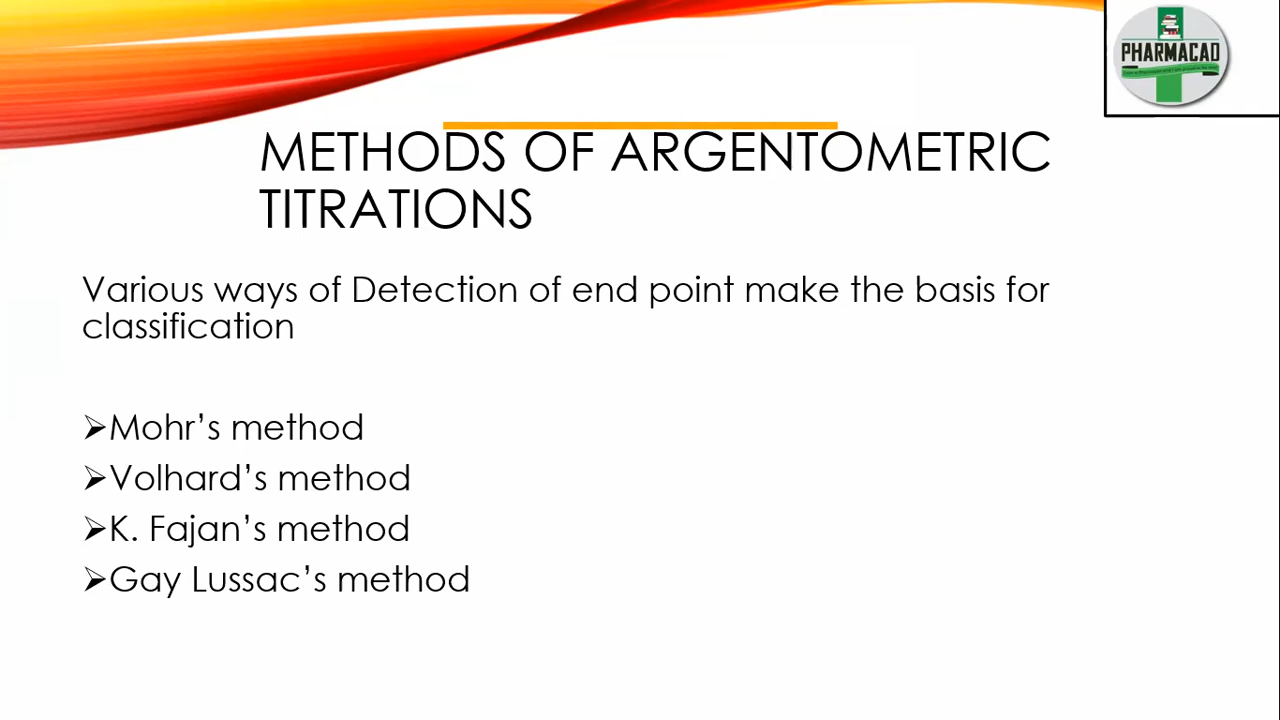 PHARMACAD
METHODS OF ARGENTOMETRIC
TITRATIONS
Various ways of Detection of end point make the basis for
classification
➢Mohr’s method
➢Volhard’s method
➢K. Fajan’s method
➢Gay Lussac’s method